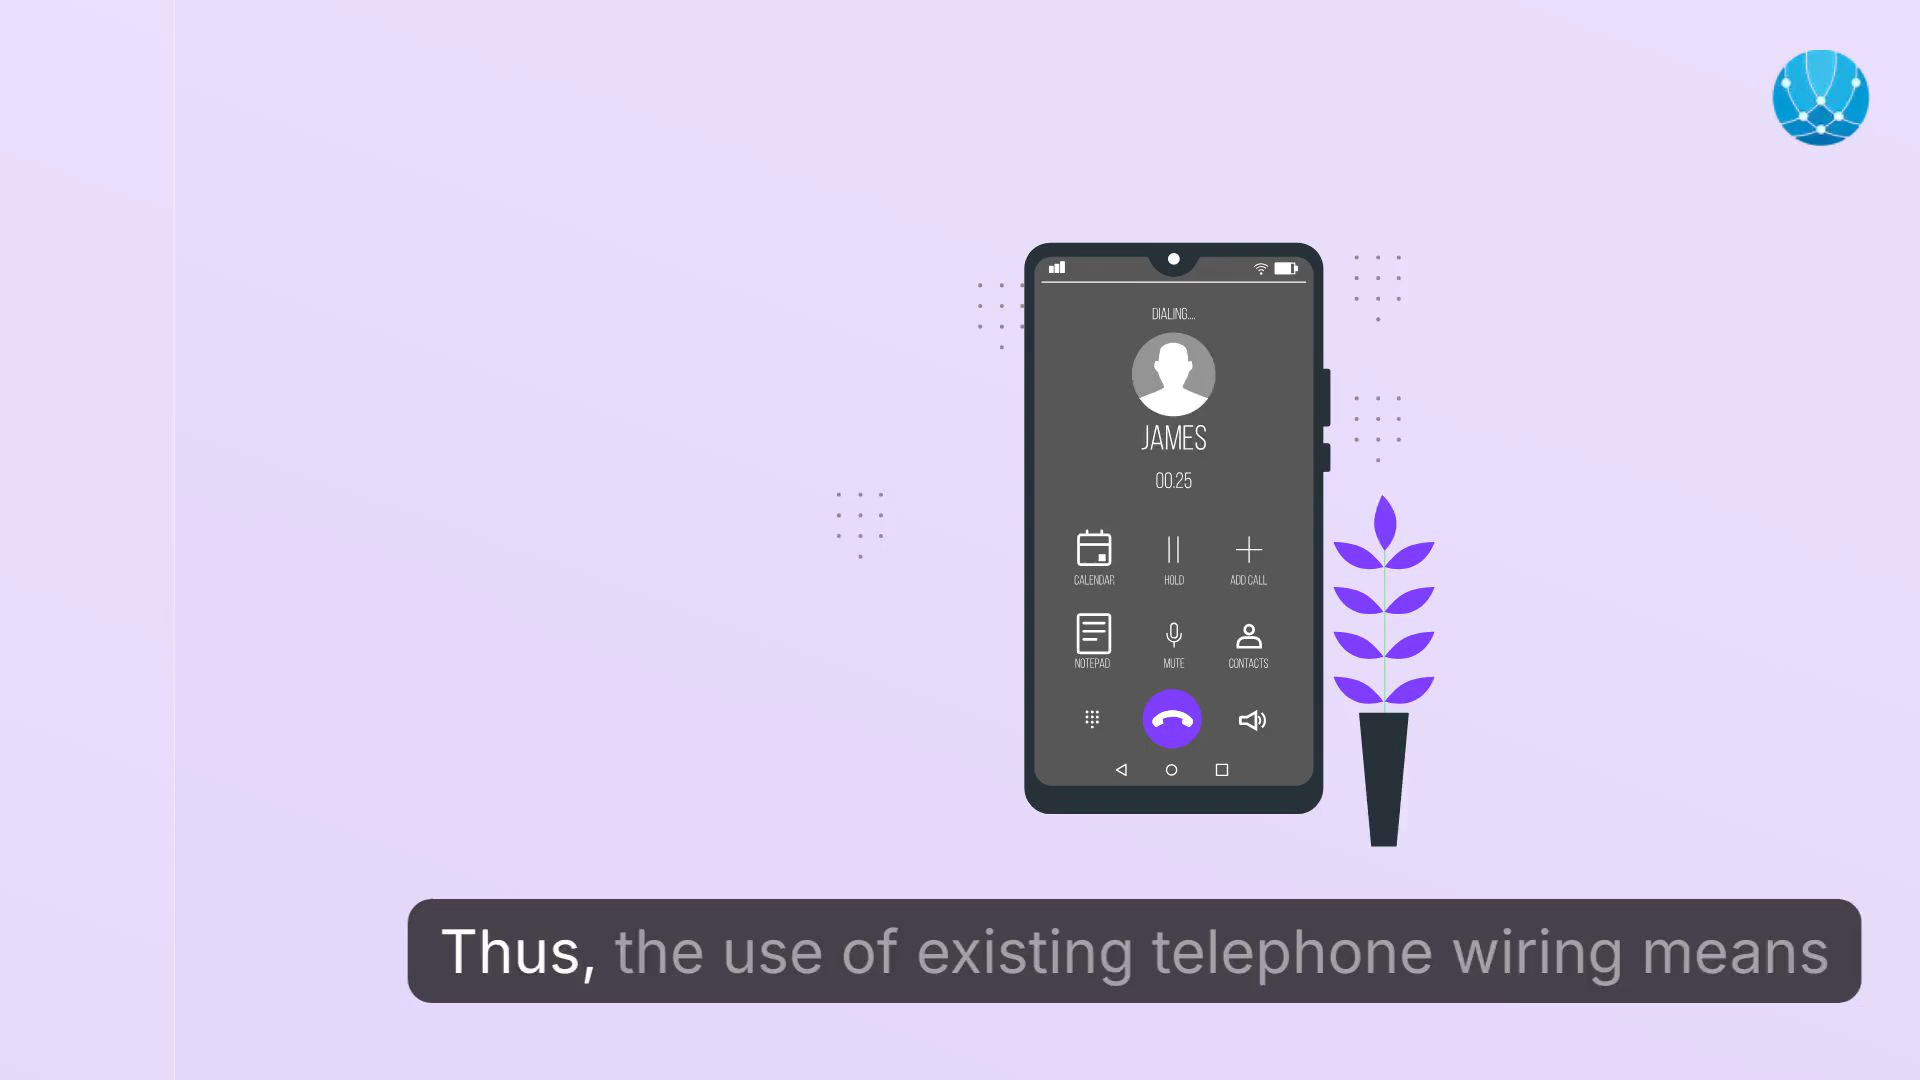 DIALING....
JAMES
00.25
CALENDAR
HOLD
ADD CALL
NOTEPAD
MUTE
CONTACTS
Thus, the use of existing telephone wiring means